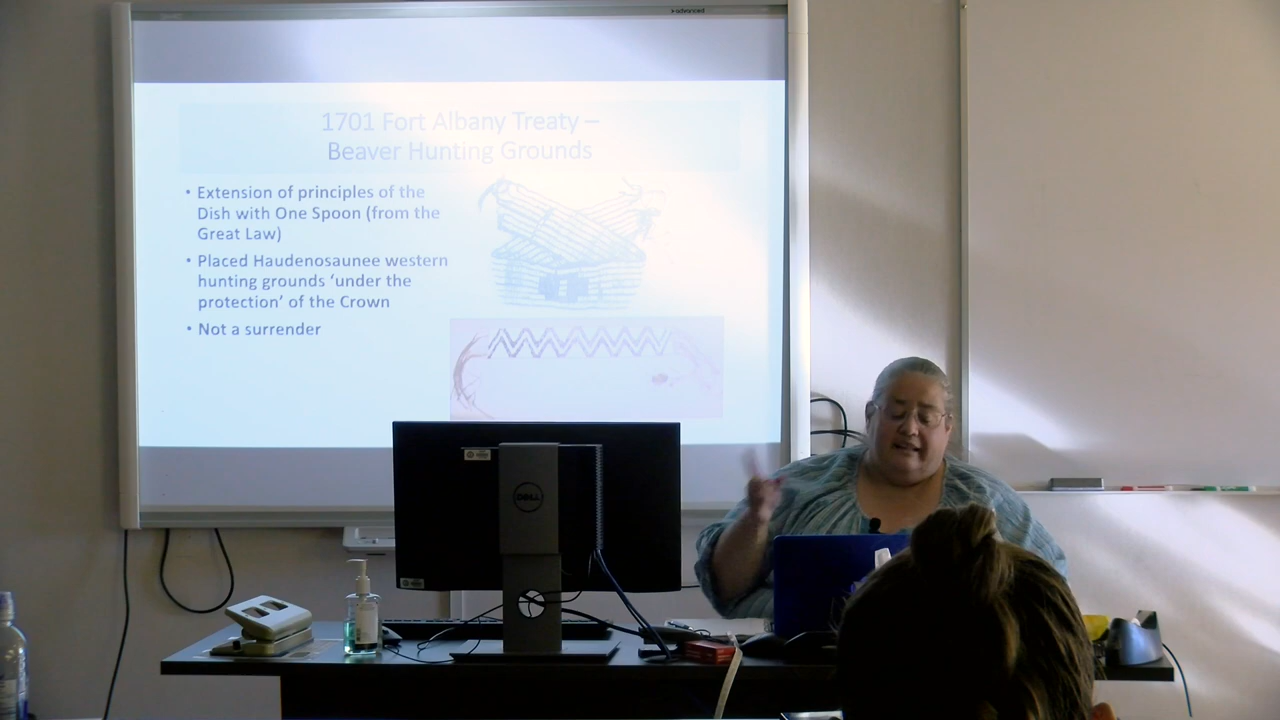 1701 Fort Albany Treaty –
Beaver Hunting Grounds
• Extension of principles of the
Dish with One Spoon (from the
Great Law)
• Placed Haudenosaunee western
hunting grounds ‘under the
protection’ of the Crown
• Not a surrender
DELL